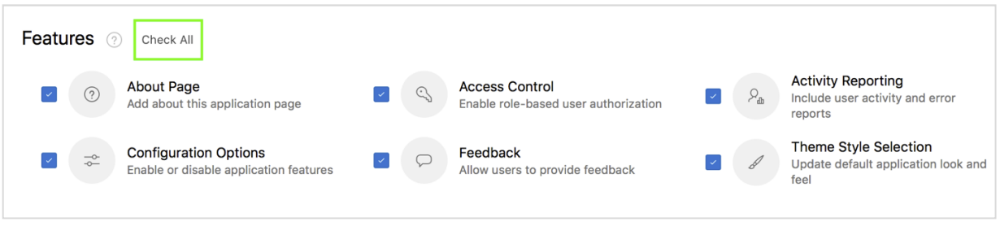 Features
Check All
About Page
Add about this application page
Access Control
Enable role-based user authorization
Activity Reporting
Include user activity and error
reports
Configuration Options
Enable or disable application features
Feedback
Allow users to provide feedback
Theme Style Selection
Update default application look and
feel